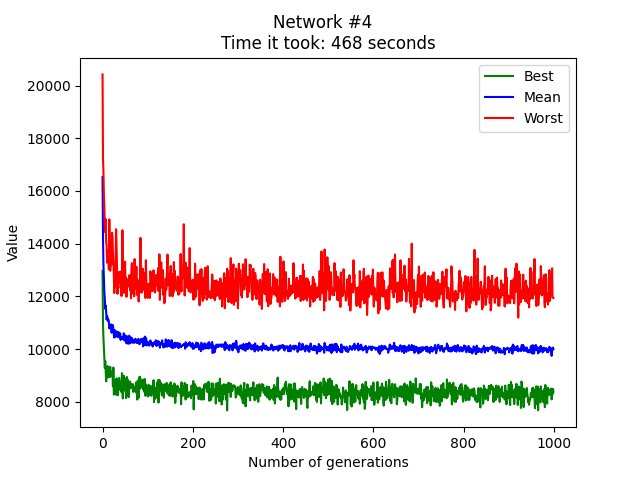 Network #4
Time it took: 468 seconds
Best
Mean
Worst
Value
20000
18000
16000
14000
12000
10000
8000
0 200 400 600 800 1000
Number of generations